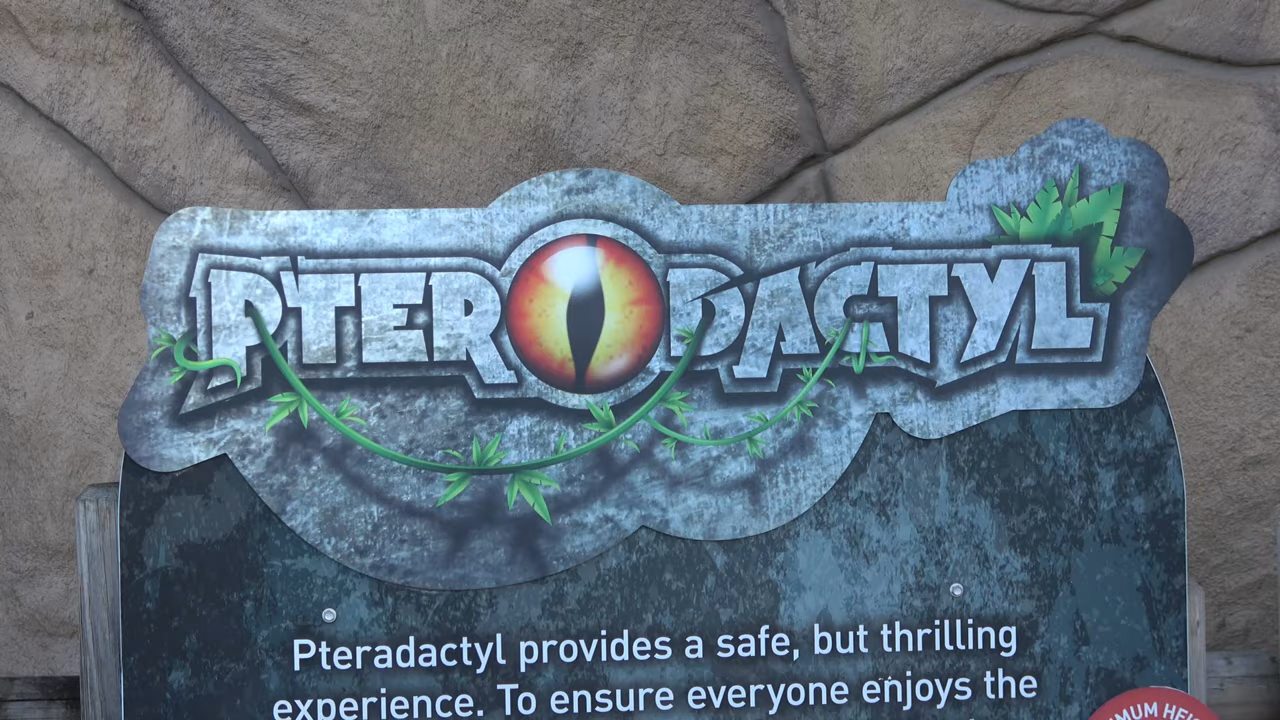 PTERODACTYL
Pteradactyl provides a safe, but thrilling
experience. To ensure everyone enjoys the